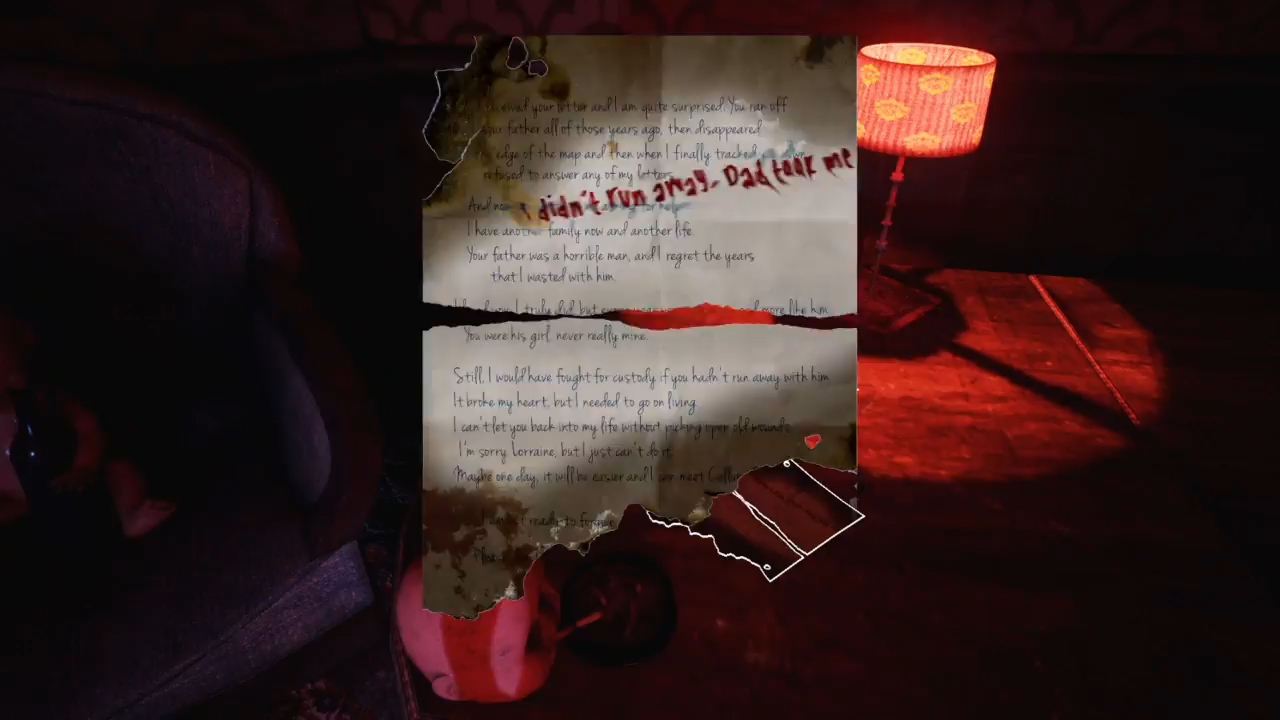 your letter and I am quite surprised. You ran off
your father all of those years ago, then disappeared
edge of the map and then when I finally tracked
refused to answer any of my letters
I didn't run away. Dad took me
And
I have another family now and another life.
Your father was a horrible man, and I regret the years
that I wasted with him.
I truly did but more like him
You were his girl, never really mine.
Still, I would have fought for custody if you hadn't run away with him
It broke my heart, but I needed to go on living
I can't let you back into my life without picking open old wounds
I'm sorry Lorraine, but I just can't do it
Maybe one day, it will be easier and I can meet
ready to forgive